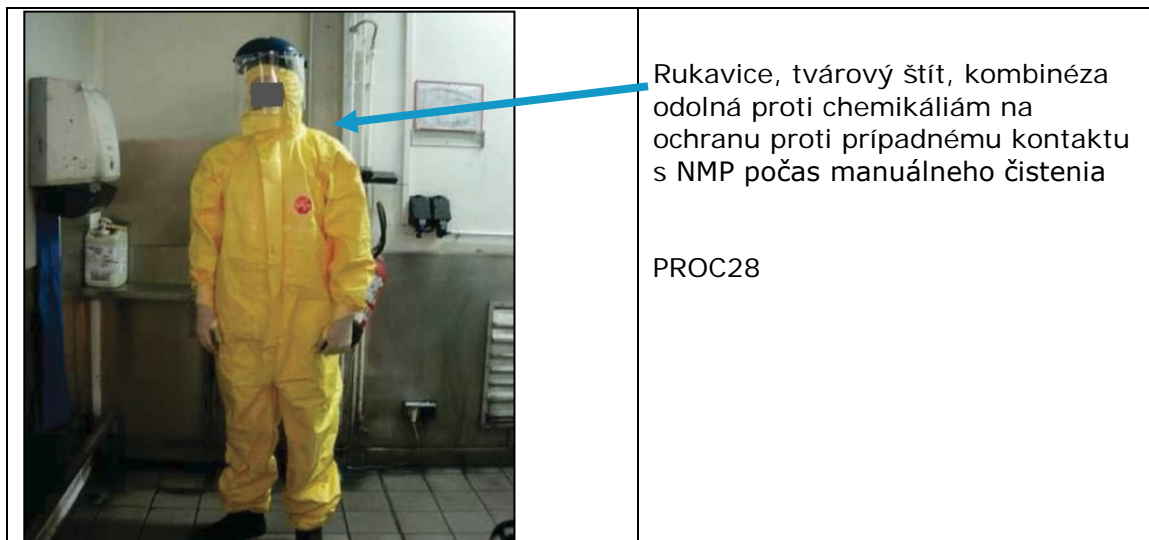 Rukavice, tvárový štít, kombinéza
odolná proti chemikáliám na
ochranu proti prípadnému kontaktu
s NMP počas manuálneho čistenia
PROC28